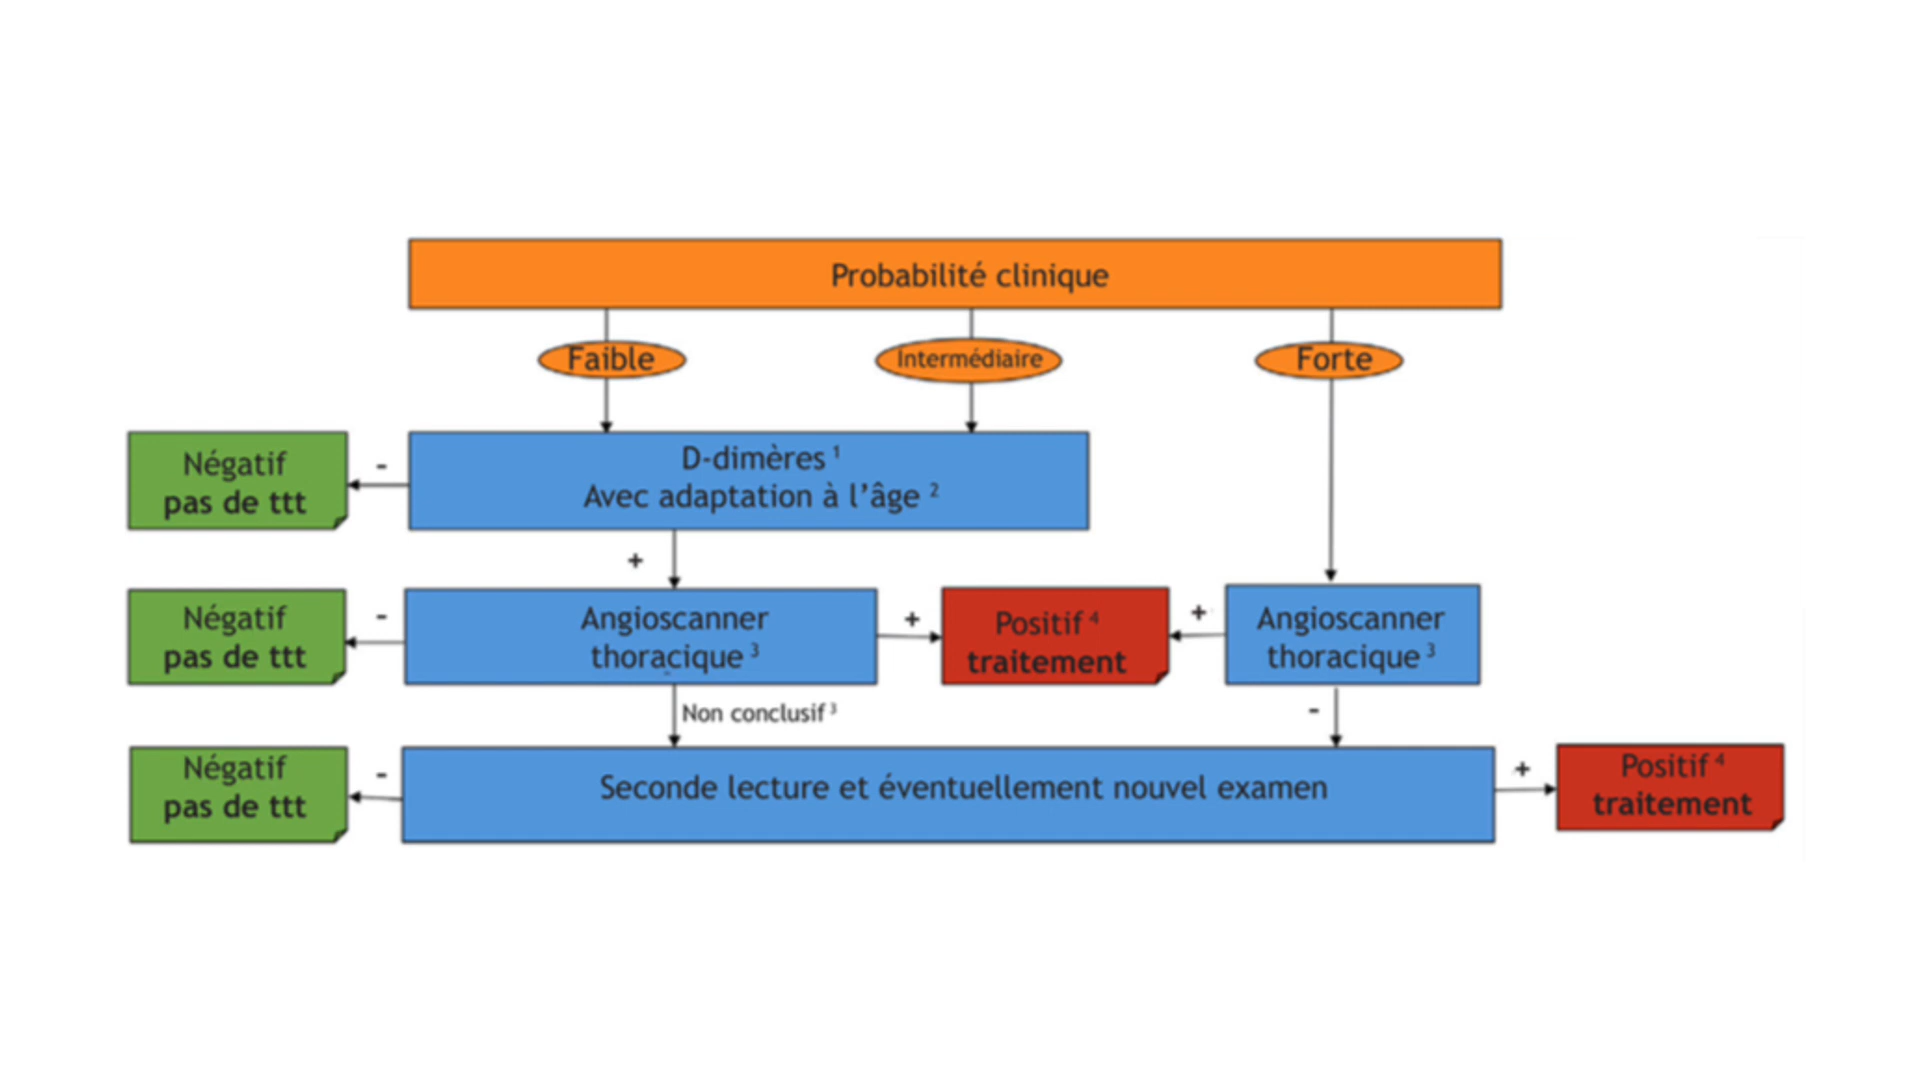 Probabilité clinique
Faible
Intermédiaire
Forte
Négatif
pas de ttt
-
D-dimères ¹
Avec adaptation à l’âge ²
+
Négatif
pas de ttt
-
Angioscanner
thoracique ³
+
Positif ⁴
traitement
+
Angioscanner
thoracique ³
Non conclusif ³
-
Négatif
pas de ttt
-
Seconde lecture et éventuellement nouvel examen
+
Positif ⁴
traitement